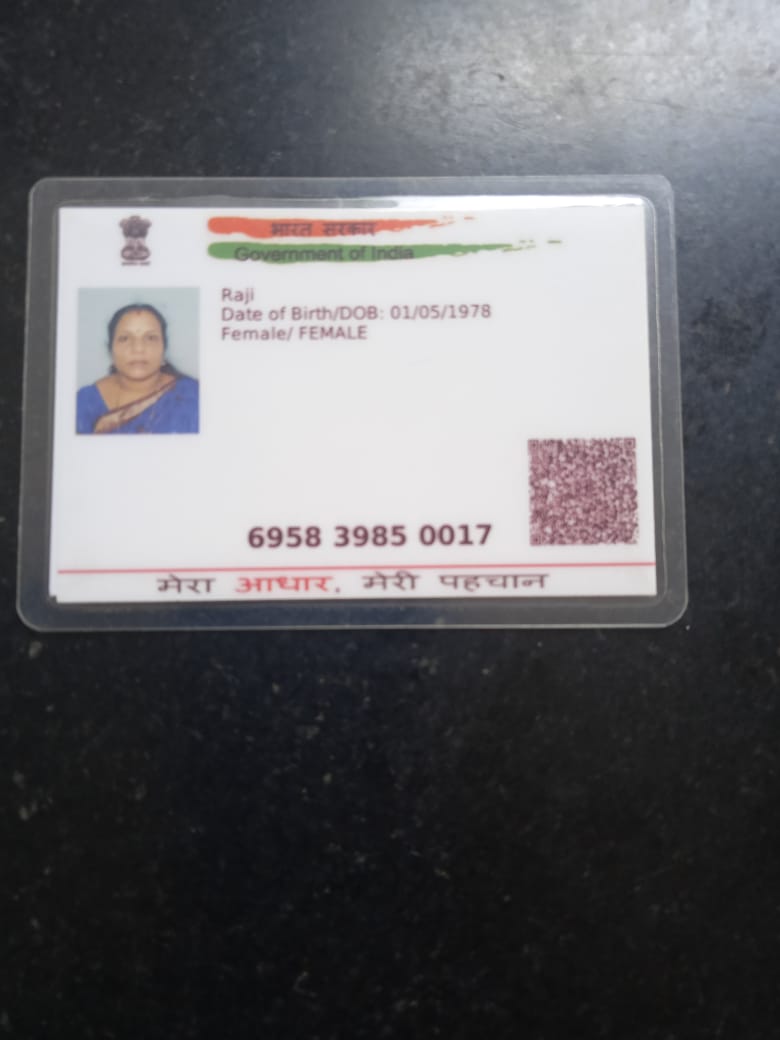 भारत सरकार
Government of India
Raji
Date of Birth/DOB: 01/05/1978
Female/ FEMALE
6958 3985 0017
मेरा आधार, मेरी पहचान